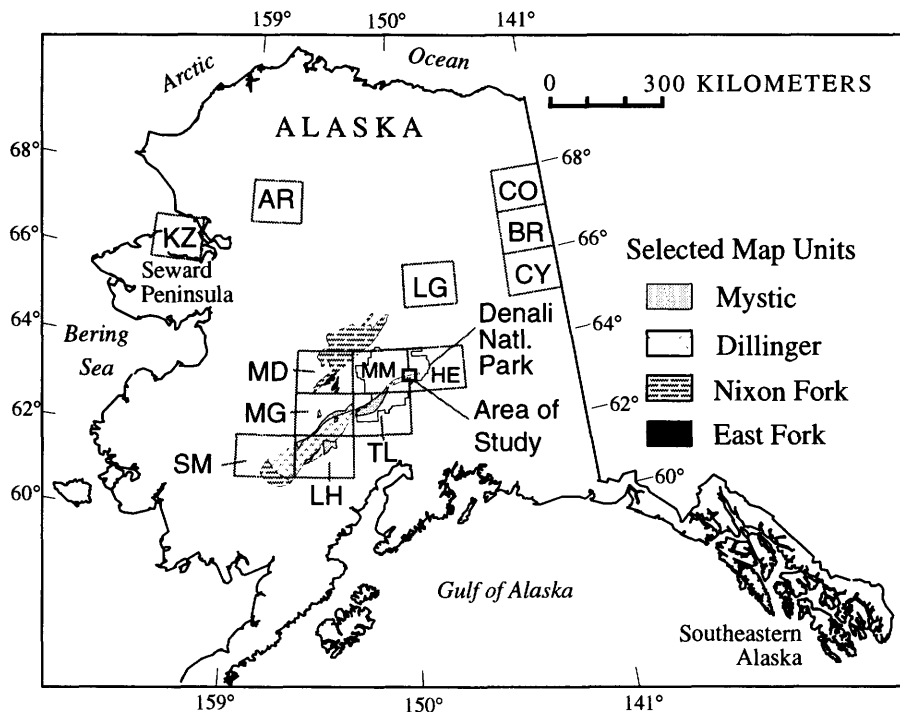 159° 150° 141°
Arctic Ocean
0 300 KILOMETERS
ALASKA
68°
68°
AR
CO
KZ
BR
66°
66°
Seward
Peninsula
LG
CY
Selected Map Units
Mystic
Dillinger
Nixon Fork
East Fork
64°
64°
Bering
Sea
Denali
Natl.
Park
MD
MM
HE
62°
62°
MG
Area of
Study
SM
TL
LH
60°
60°
Gulf of Alaska
Southeastern
Alaska
159° 150° 141°